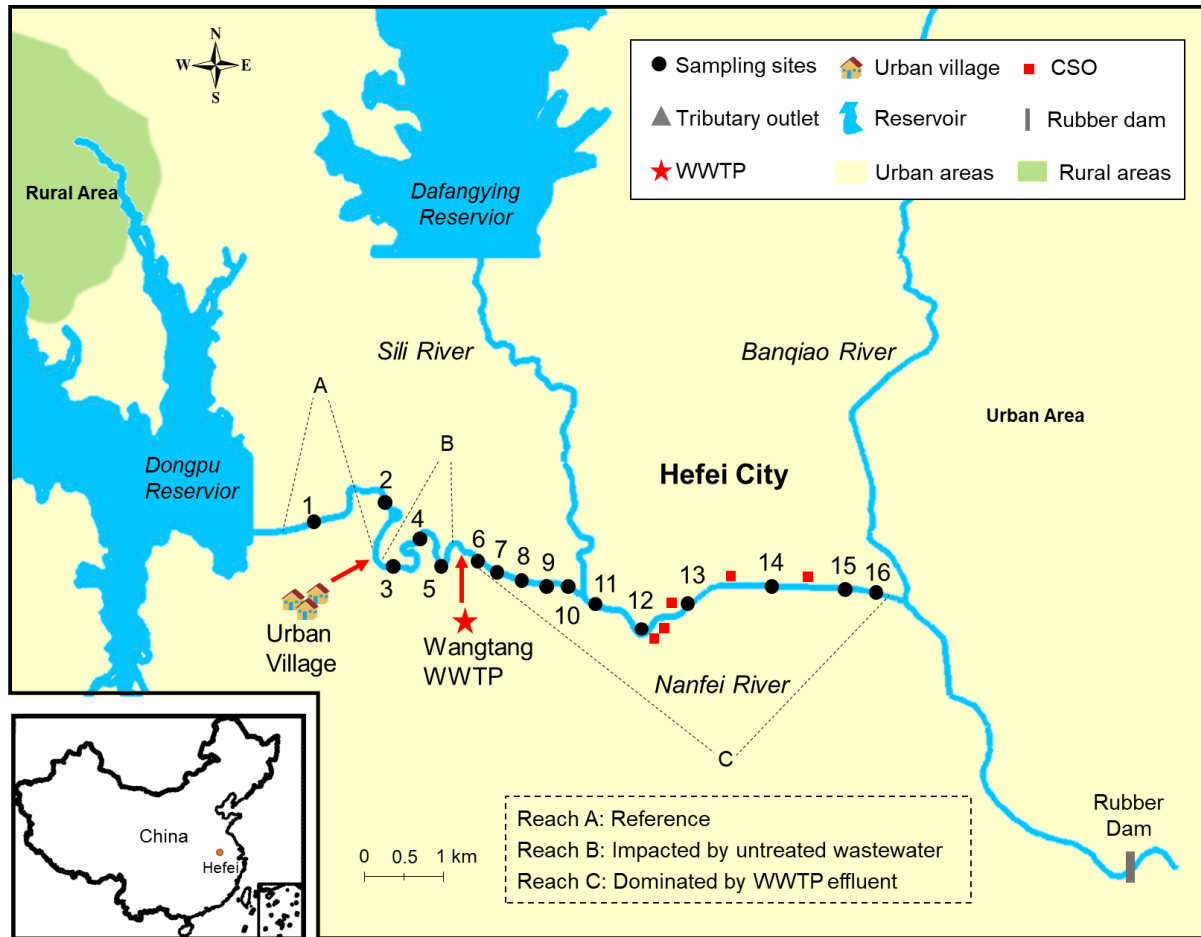 N
W E
S
Sampling sites
Urban village
CSO
Tributary outlet
Reservoir
Rubber dam
WWTP
Urban areas
Rural areas
Rural Area
Dafangying
Reservior
Sili River
Banqiao River
Urban Area
A
B
Hefei City
Dongpu
Reservior
1
2
3
4
5
6
7
8
9
10
11
12
13
14
15
16
Urban
Village
Wangtang
WWTP
Nanfei River
C
Rubber
Dam
China
Hefei
0 0.5 1 km
Reach A: Reference
Reach B: Impacted by untreated wastewater
Reach C: Dominated by WWTP effluent